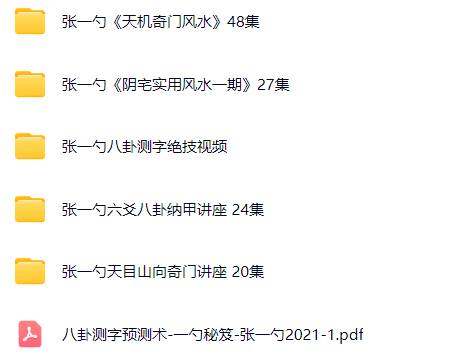 张一勺《天机奇门风水》48集
张一勺《阴宅实用风水一期》27集
张一勺八卦测字绝技视频
张一勺六爻八卦纳甲讲座 24集
张一勺天目山向奇门讲座 20集
八卦测字预测术-一勺秘笈-张一勺2021-1.pdf